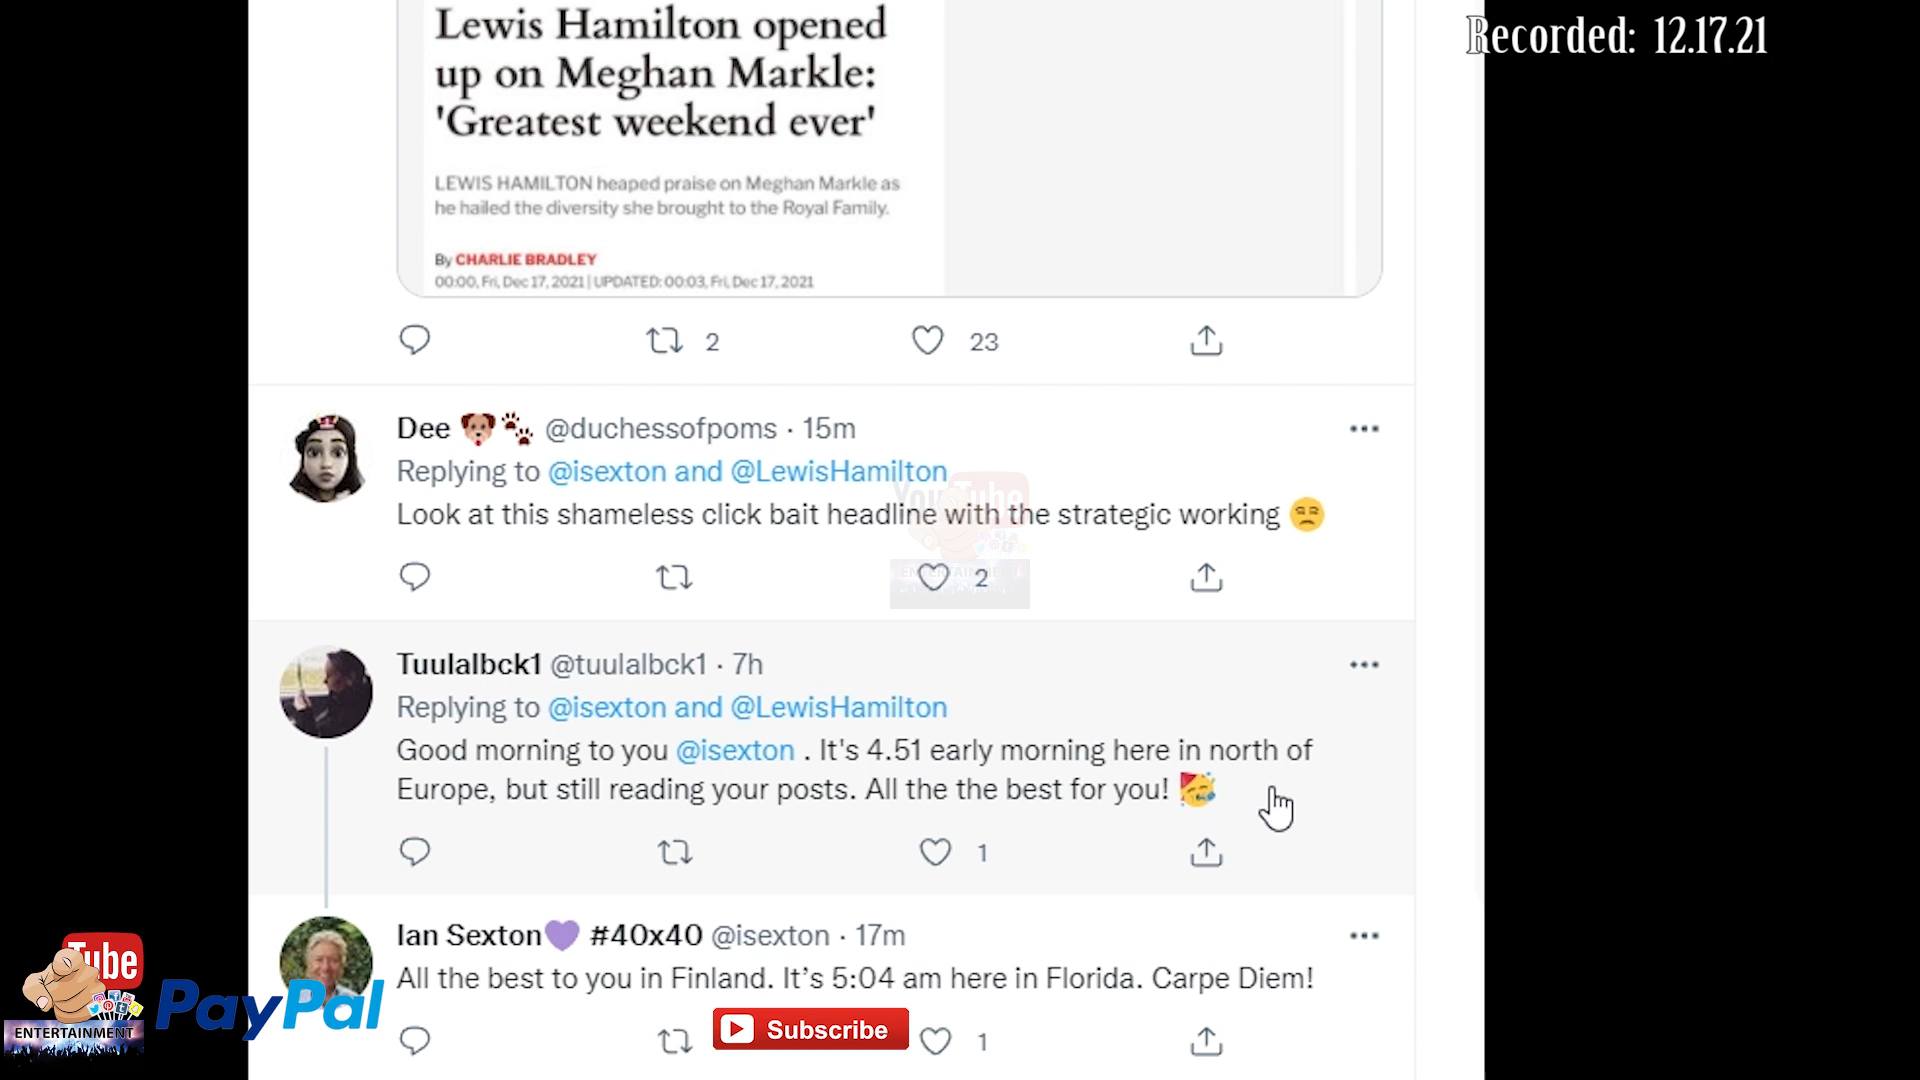 Recorded: 12.17.21
Lewis Hamilton opened
up on Meghan Markle:
'Greatest weekend ever'
LEWIS HAMILTON heaped praise on Meghan Markle as
he hailed the diversity she brought to the Royal Family.
By CHARLIE BRADLEY
00:00, Fri, Dec 17, 2021 | UPDATED: 00:03, Fri, Dec 17, 2021
2 23
Dee @duchessofpoms · 15m
Replying to @isexton and @LewisHamilton
Look at this shameless click bait headline with the strategic working
2
YouTube
ENTERTAINMENT
Tuulalbck1 @tuulalbck1 · 7h
Replying to @isexton and @LewisHamilton
Good morning to you @isexton . It's 4.51 early morning here in north of
Europe, but still reading your posts. All the the best for you!
1
Ian Sexton💜 #40x40 @isexton · 17m
All the best to you in Finland. It's 5:04 am here in Florida. Carpe Diem!
1
Tube
ENTERTAINMENT
PayPal
Subscribe